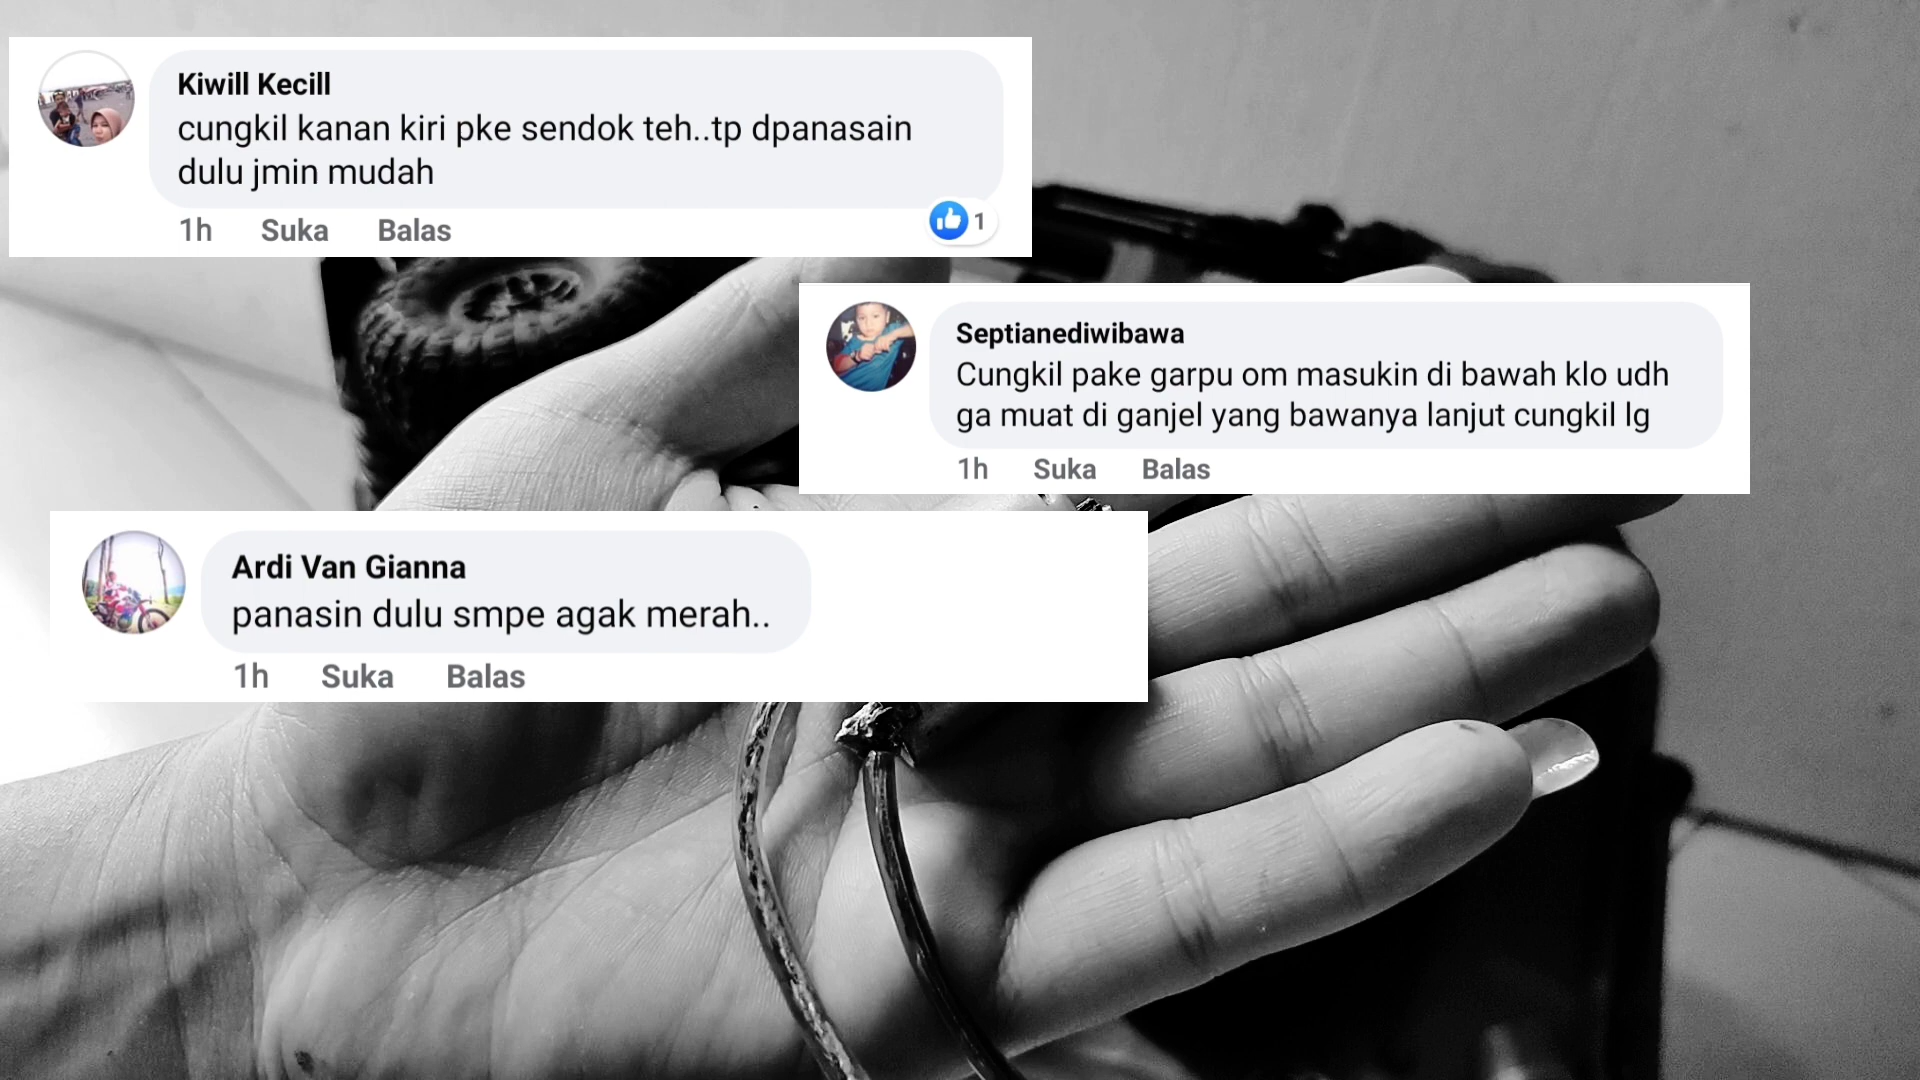 Kiwill Kecill
cungkil kanan kiri pke sendok teh..tp dpanasain
dulu jmin mudah
1h Suka Balas
1
Septianediwibawa
Cungkil pake garpu om masukin di bawah klo udh
ga muat di ganjel yang bawanya lanjut cungkil lg
1h Suka Balas
Ardi Van Gianna
panasin dulu smpe agak merah..
1h Suka Balas